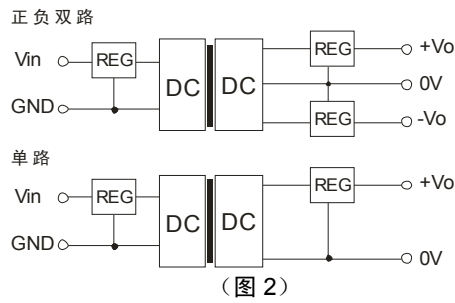 正负双路
Vin REG DC DC REG +Vo
0V
GND REG -Vo
单路
Vin REG DC DC REG +Vo
GND 0V
（图 2）